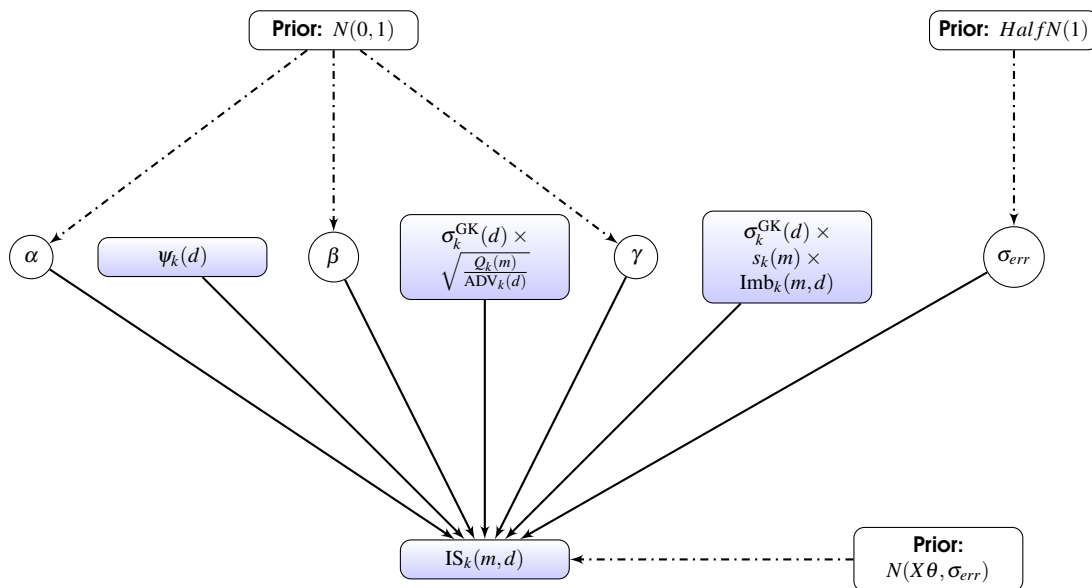 Prior: N(0,1)
Prior: HalfN(1)
α
ψ_k(d)
β
σ_k^GK(d) ×
√(Q_k(m)/ADV_k(d))
γ
σ_k^GK(d) ×
s_k(m) ×
Imb_k(m,d)
σ_err
IS_k(m,d)
Prior:
N(Xθ,σ_err)